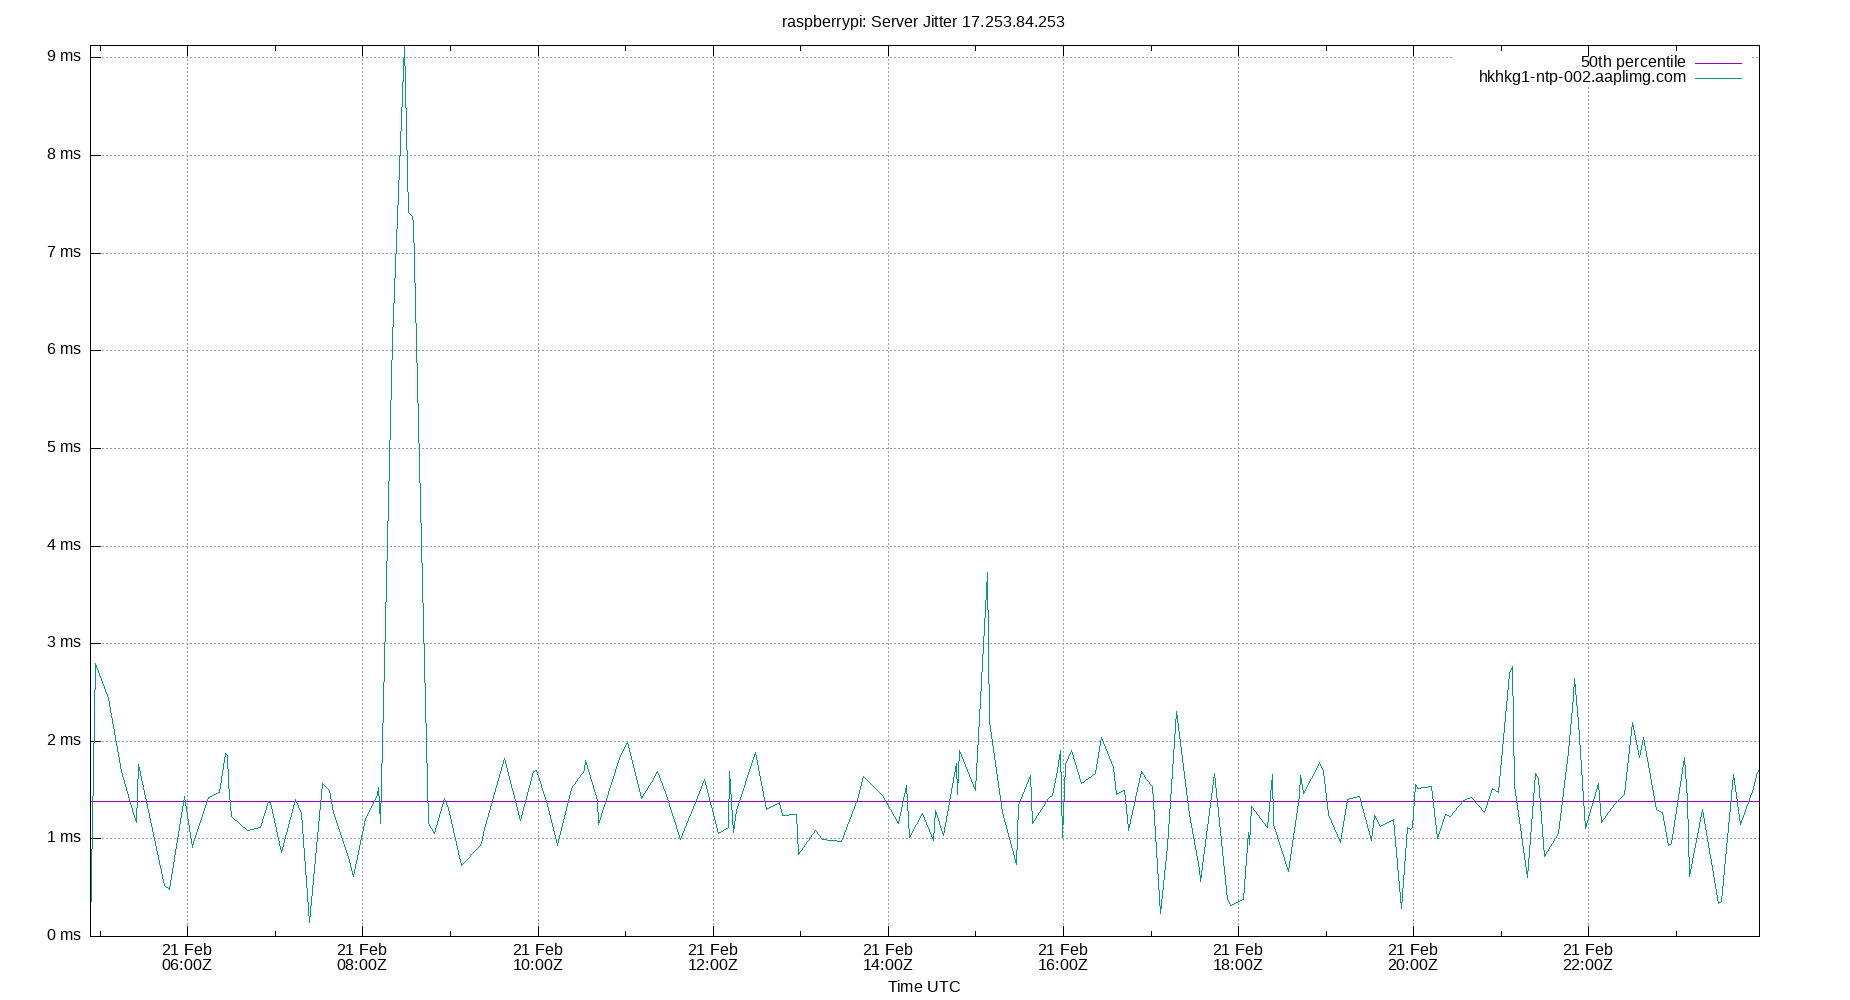 raspberrypi: Server Jitter 17.253.84.253
9 ms
8 ms
7 ms
6 ms
5 ms
4 ms
3 ms
2 ms
1 ms
0 ms
50th percentile
hkhkg1-ntp-002.aaplimg.com
21 Feb 21 Feb 21 Feb 21 Feb 21 Feb 21 Feb 21 Feb 21 Feb 21 Feb
06:00Z 08:00Z 10:00Z 12:00Z 14:00Z 16:00Z 18:00Z 20:00Z 22:00Z
Time UTC